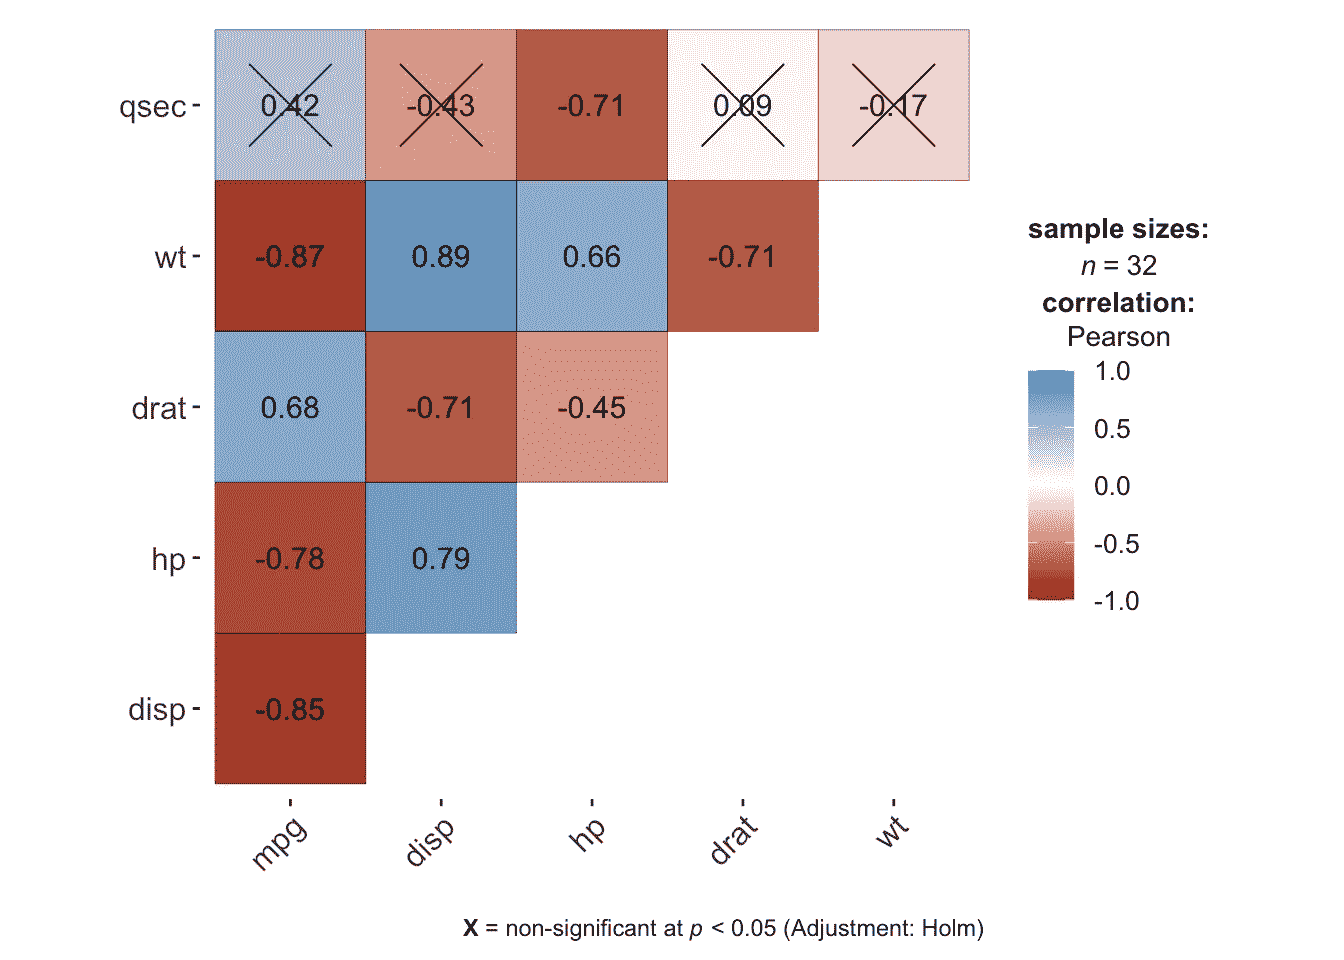 qsec 0.42 -0.43 -0.71 0.09 -0.17
wt -0.87 0.89 0.66 -0.71
drat 0.68 -0.71 -0.45
hp -0.78 0.79
disp -0.85
mpg disp hp drat wt
sample sizes:
n = 32
correlation:
Pearson
1.0
0.5
0.0
-0.5
-1.0
X = non-significant at p < 0.05 (Adjustment: Holm)